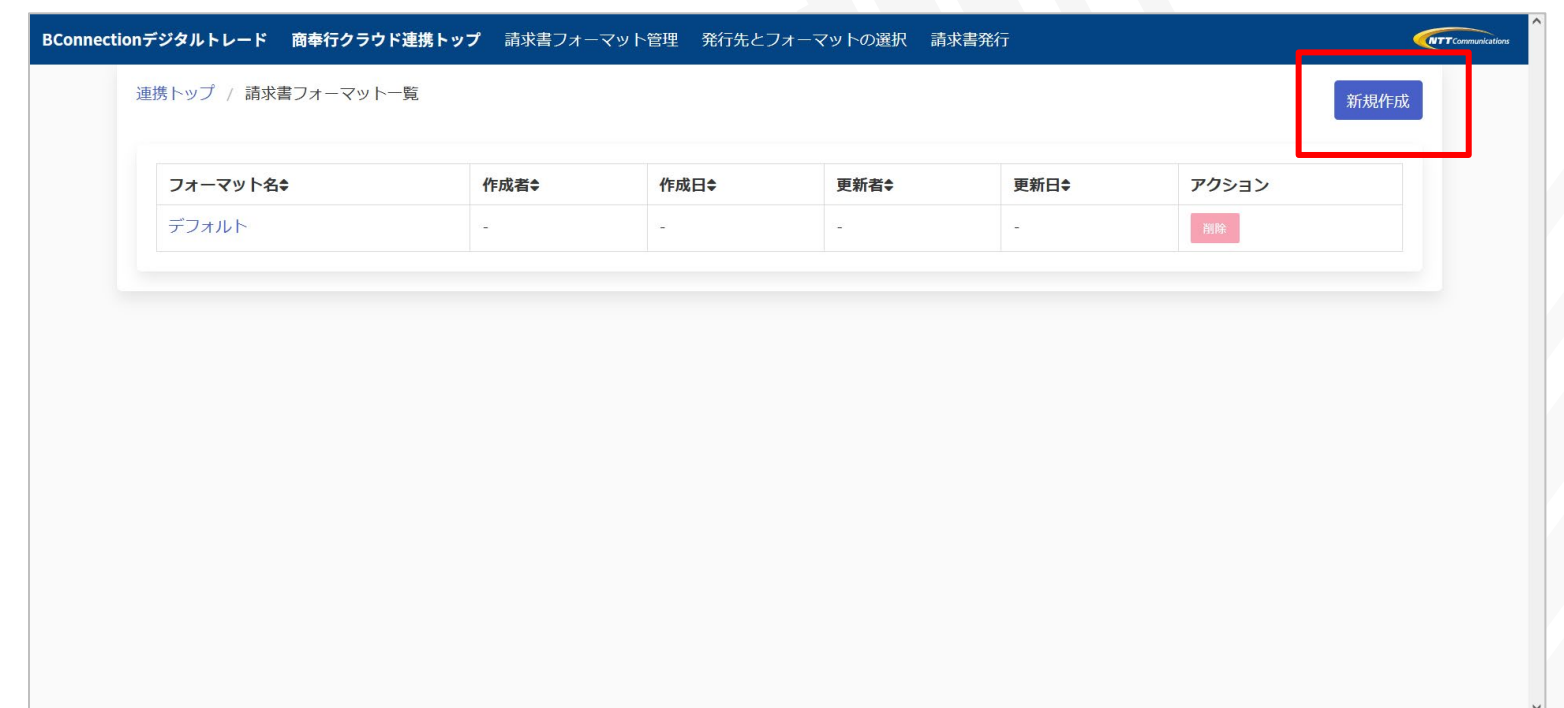 BConnectionデジタルトレード 商奉行クラウド連携トップ 請求書フォーマット管理 発行先とフォーマットの選択 請求書発行 NTT Communications
連携トップ / 請求書フォーマット一覧 新規作成
フォーマット名 作成者 作成日 更新者 更新日 アクション
デフォルト - - - - 削除